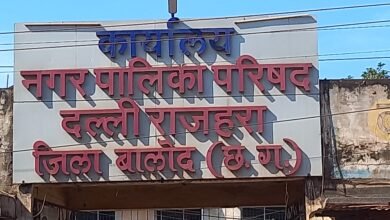 कार्यालय
नगर पालिका परिषद
दल्ली राजहरा
जिला बालोद (छ.ग.)